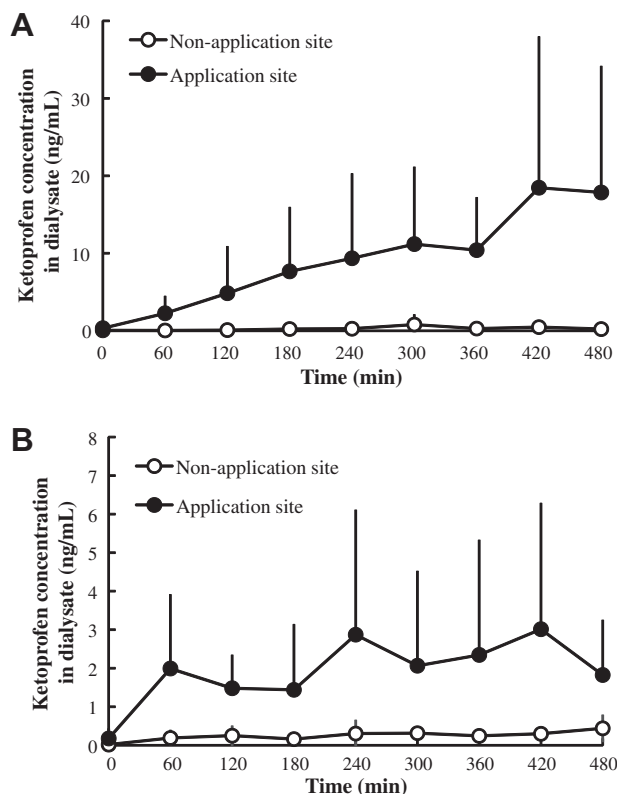 A
Ketoprofen concentration
in dialysate (ng/mL)
40
30
20
10
0
Non-application site
Application site
0 60 120 180 240 300 360 420 480
Time (min)
B
Ketoprofen concentration
in dialysate (ng/mL)
8
7
6
5
4
3
2
1
0
Non-application site
Application site
0 60 120 180 240 300 360 420 480
Time (min)